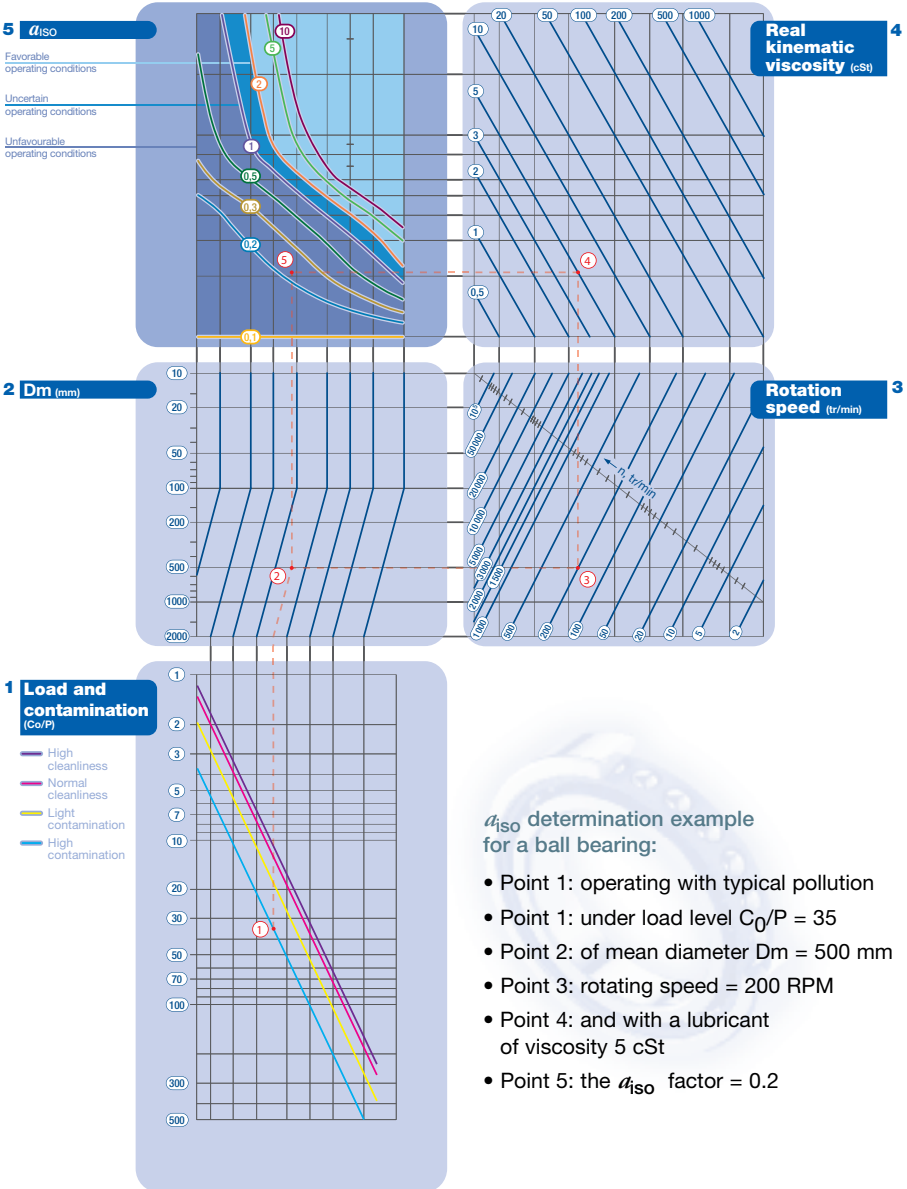 5 aISO
Favorable
operating conditions
Uncertain
operating conditions
Unfavourable
operating conditions
10
5
2
1
0,5
0.3
0,2
0,1
5
Real
kinematic
viscosity (cSt)
4
20 50 100 200 500 1000
10
5
3
2
1
0,5
4
2 Dm (mm)
10
20
50
100
200
500
1000
2000
2
Rotation
speed (tr/min)
3
n, tr/min
50000
20000
10000
5000
3000
1500
2000
1000
500
200
100
50
20
10
5
2
3
1 Load and
contamination
(Co/P)
High
cleanliness
Normal
cleanliness
Light
contamination
High
contamination
1
2
3
5
7
10
20
30
50
70
100
300
500
1
aiso determination example
for a ball bearing:
• Point 1: operating with typical pollution
• Point 1: under load level C0/P = 35
• Point 2: of mean diameter Dm = 500 mm
• Point 3: rotating speed = 200 RPM
• Point 4: and with a lubricant
of viscosity 5 cSt
• Point 5: the aiso factor = 0.2